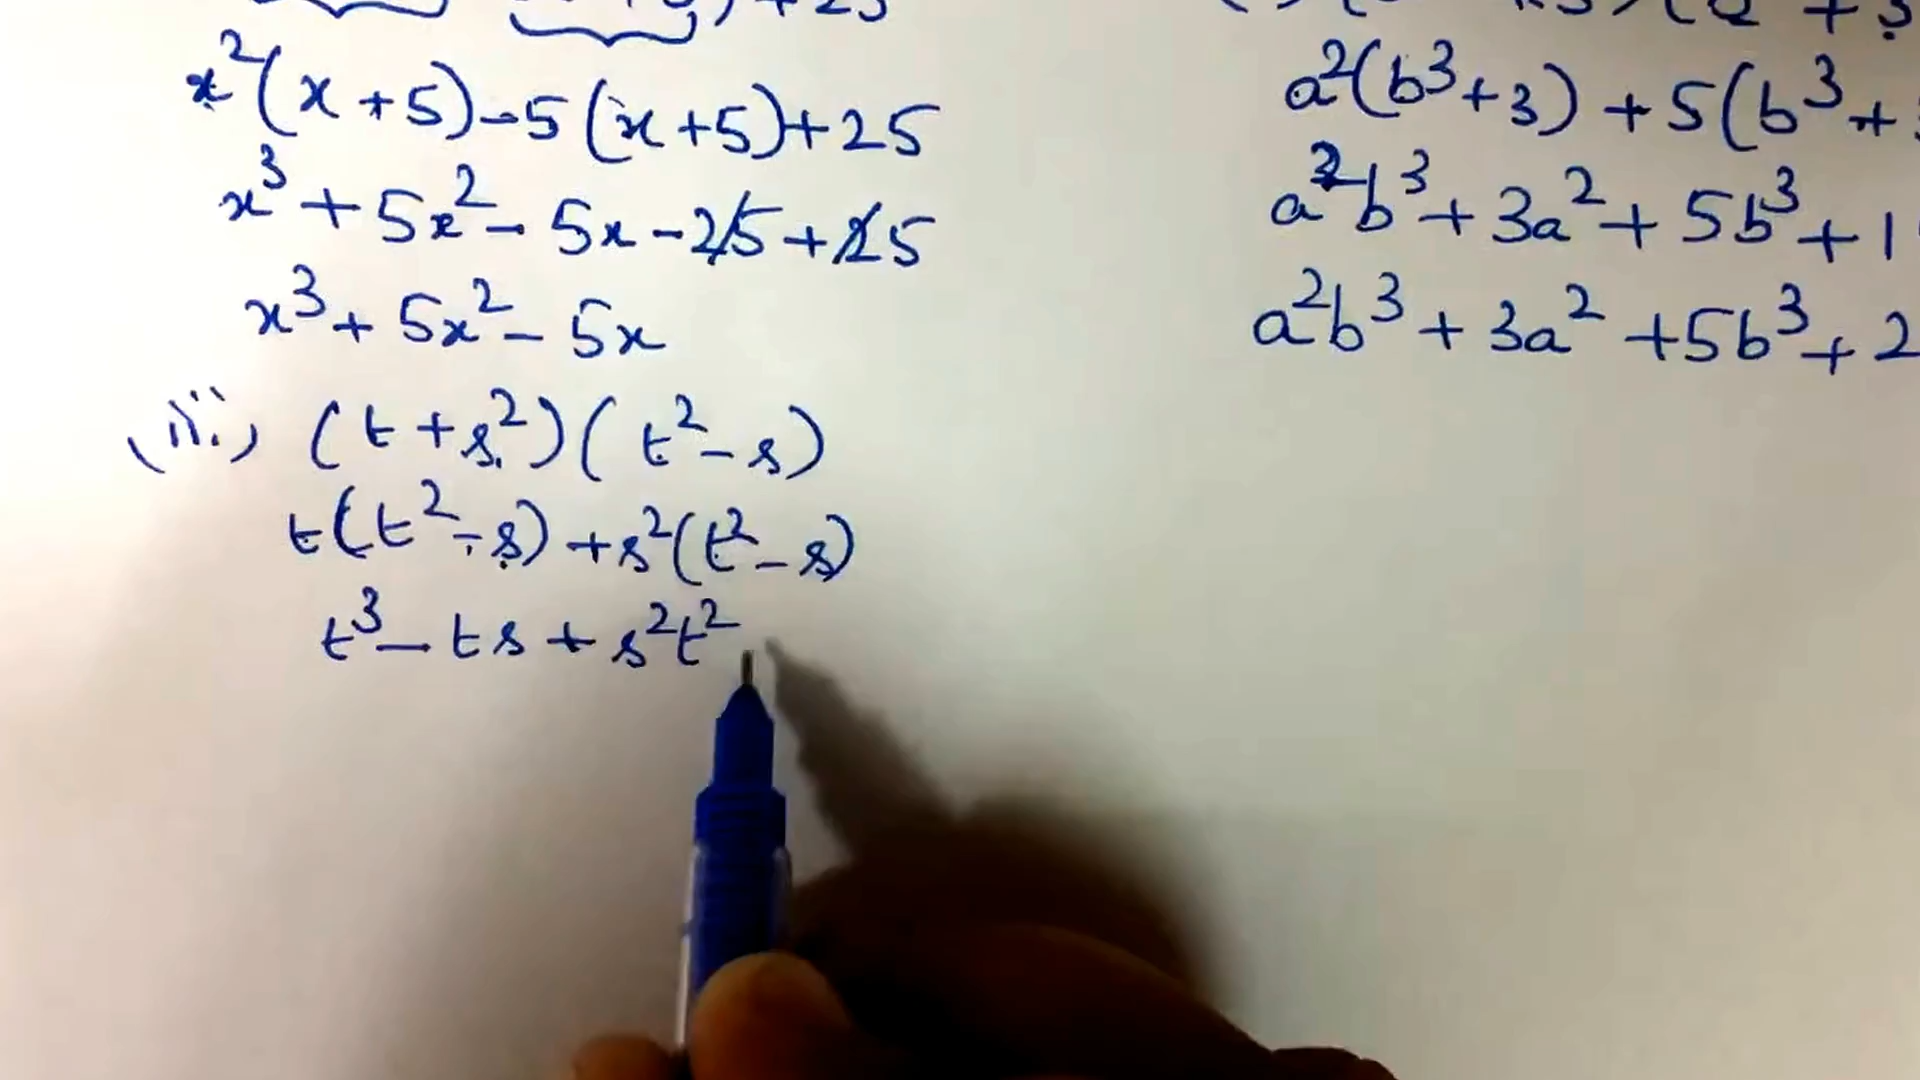 ) + 25
x²(x + 5) - 5(x + 5) + 25
x³ + 5x² - 5x - 25 + 25
x³ + 5x² - 5x
(iii) (t + s²)(t² - s)
t(t² - s) + s²(t² - s)
t³ - ts + s²t²
a²(b³ + 3) + 5(b³ +
a²b³ + 3a² + 5b³ + 1
a²b³ + 3a² + 5b³ + 2